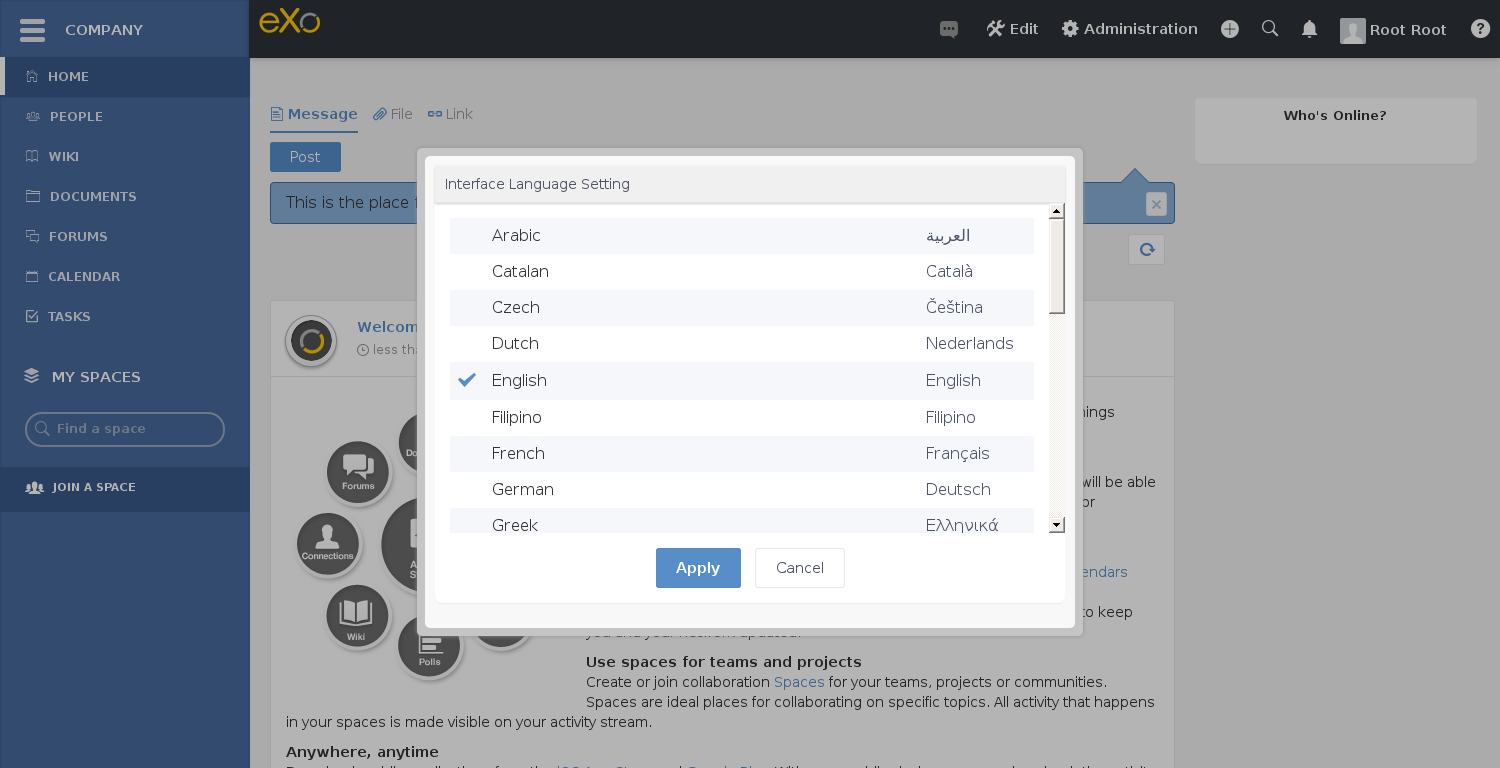 COMPANY
eXo
Edit
Administration
Root Root
HOME
PEOPLE
WIKI
DOCUMENTS
FORUMS
CALENDAR
TASKS
MY SPACES
Find a space
JOIN A SPACE
Message
File
Link
Post
This is the place
Who's Online?
Interface Language Setting
Arabic العربية
Catalan Català
Czech Čeština
Dutch Nederlands
English English
Filipino Filipino
French Français
German Deutsch
Greek Ελληνικά
Apply
Cancel
less
Forums
Connections
Wiki
Polls
will be able
or
to keep
Use spaces for teams and projects
Create or join collaboration Spaces for your teams, projects or communities.
Spaces are ideal places for collaborating on specific topics. All activity that happens
in your spaces is made visible on your activity stream.
Anywhere, anytime